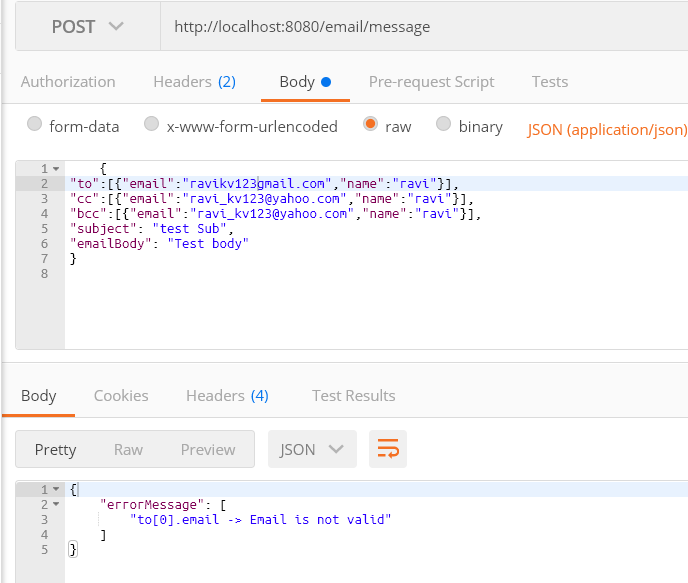 POST http://localhost:8080/email/message
Authorization Headers (2) Body Pre-request Script Tests
form-data x-www-form-urlencoded raw binary JSON (application/json)
1 {
2 "to":[{"email":"ravikv123gmail.com","name":"ravi"}],
3 "cc":[{"email":"ravi_kv123@yahoo.com","name":"ravi"}],
4 "bcc":[{"email":"ravi_kv123@yahoo.com","name":"ravi"}],
5 "subject": "test Sub",
6 "emailBody": "Test body"
7 }
8
Body Cookies Headers (4) Test Results
Pretty Raw Preview JSON
1 {
2 "errorMessage": [
3 "to[0].email -> Email is not valid"
4 ]
5 }